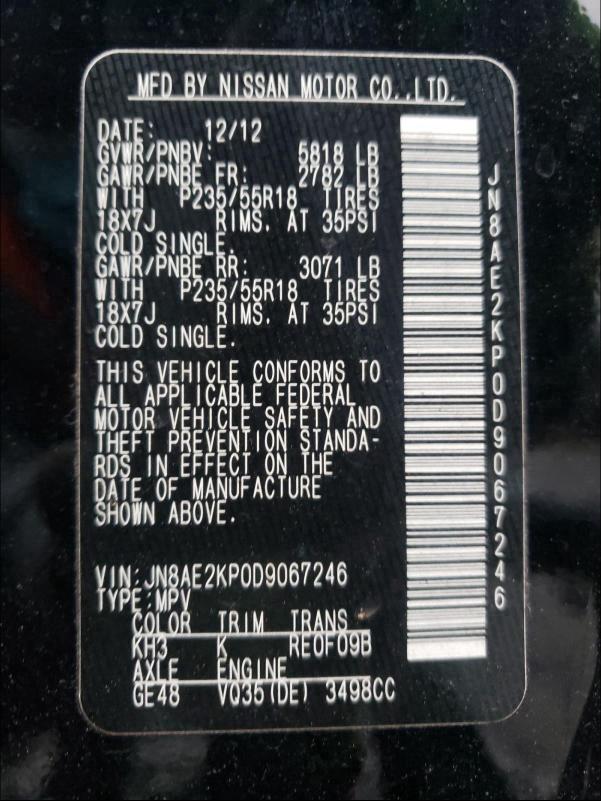 MFD BY NISSAN MOTOR CO.,LTD.
DATE: 12/12
GVWR/PNBV: 5818 LB
GAWR/PNBE FR: 2782 LB
WITH P235/55R18 TIRES
18X7J RIMS. AT 35PSI
COLD SINGLE.
GAWR/PNBE RR: 3071 LB
WITH P235/55R18 TIRES
18X7J RIMS. AT 35PSI
COLD SINGLE.
THIS VEHICLE CONFORMS TO
ALL APPLICABLE FEDERAL
MOTOR VEHICLE SAFETY AND
THEFT PREVENTION STANDA-
RDS IN EFFECT ON THE
DATE OF MANUFACTURE
SHOWN ABOVE.
VIN:JN8AE2KP0D9067246
TYPE:MPV
COLOR TRIM TRANS
KH3 K RE0F09B
AXLE ENGINE
GE48 VQ35(DE) 3498CC
JN8AE2KP0D9067246